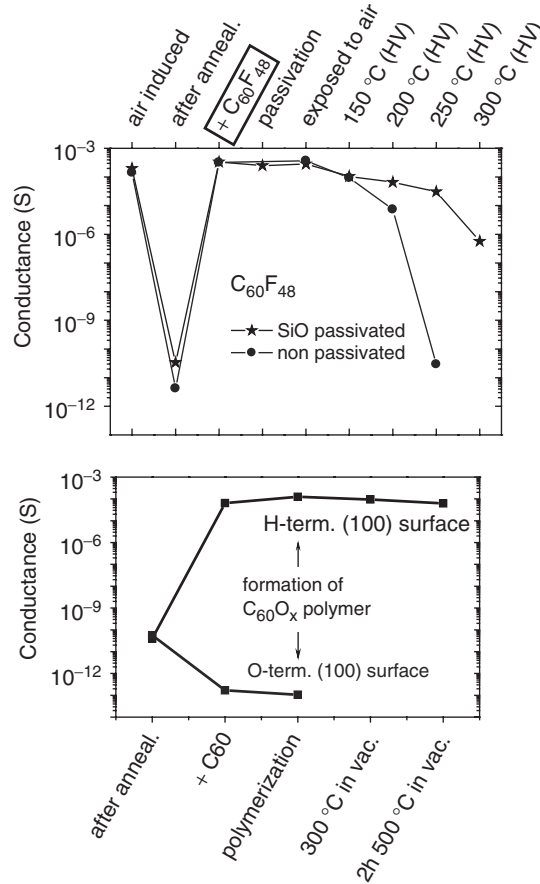 air induced
after anneal.
+ C₆₀F₄₈
passivation
exposed to air
150 °C (HV)
200 °C (HV)
250 °C (HV)
300 °C (HV)
Conductance (S)
10⁻³
10⁻⁶
10⁻⁹
10⁻¹²
C₆₀F₄₈
SiO passivated
non passivated
Conductance (S)
10⁻³
10⁻⁶
10⁻⁹
10⁻¹²
H-term. (100) surface
formation of
C₆₀Oₓ polymer
O-term. (100) surface
after anneal.
+ C60
polymerization
300 °C in vac.
2h 500 °C in vac.